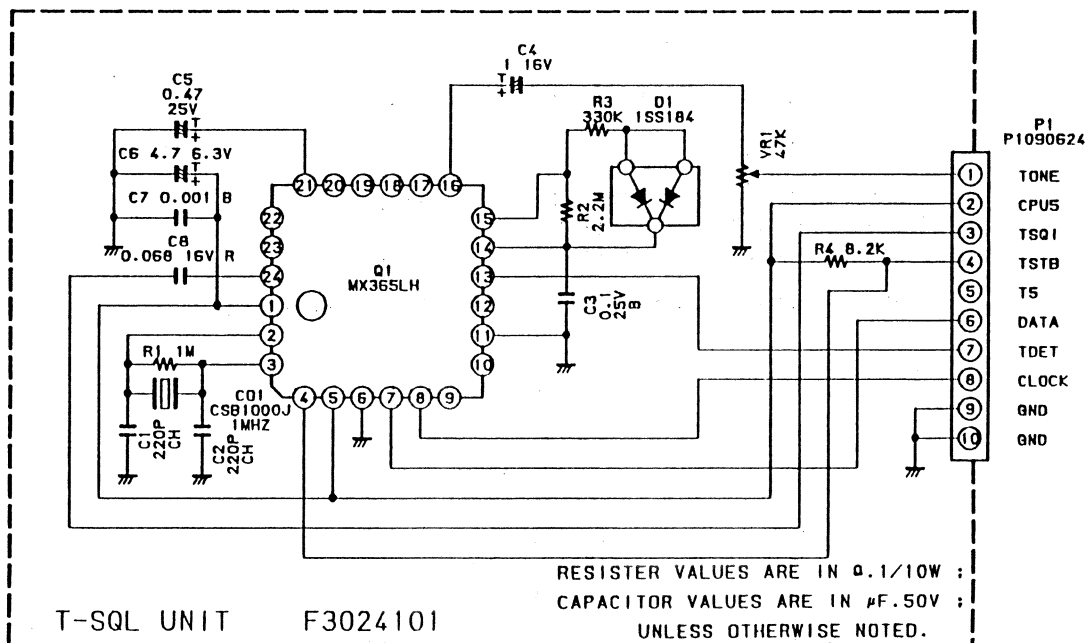 C5
0.47
25V
T
+
C6 4.7 6.3V
T
+
C7 0.001 B
C8
0.068 16V R
C4
1 16V
T
+
R3
330K
D1
1SS184
VR1
47K
R2
2.2M
C3
0.1
25V
B
Q1
MX365LH
21
20
19
18
17
16
22
23
24
1
2
3
15
14
13
12
11
10
4
5
6
7
8
9
R1 1M
CO1
CSB1000J
1MHZ
C1
220P
CH
C2
220P
CH
R4 8.2K
P1
P1090624
1 TONE
2 CPU5
3 TSQI
4 TSTB
5 T5
6 DATA
7 TDET
8 CLOCK
9 GND
10 GND
RESISTER VALUES ARE IN Ω.1/10W ;
CAPACITOR VALUES ARE IN µF.50V ;
UNLESS OTHERWISE NOTED.
T-SQL UNIT F3024101